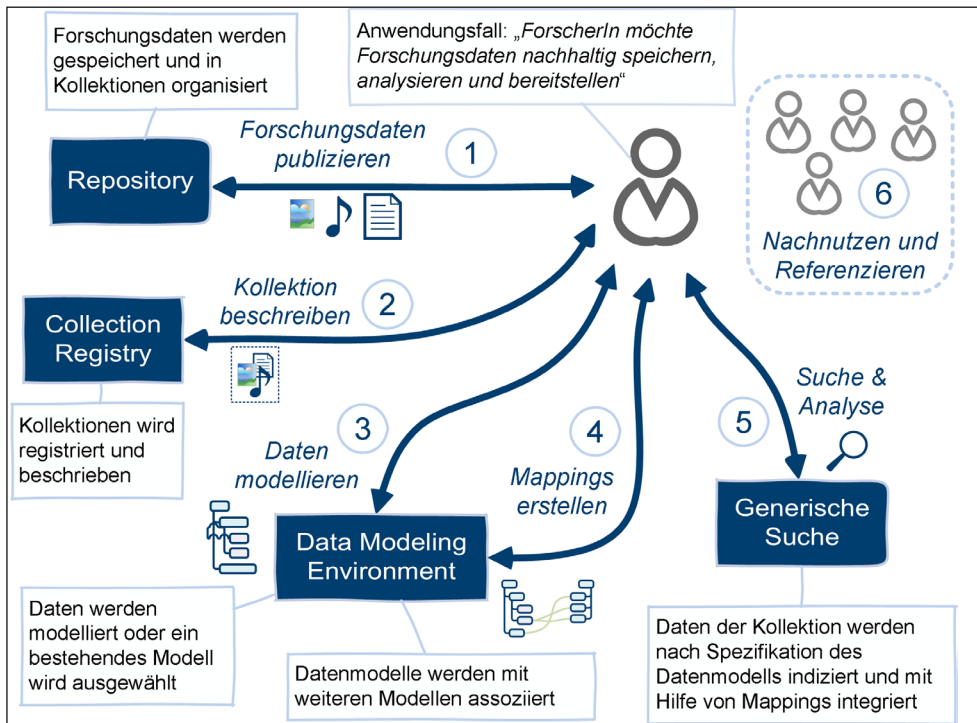 Forschungsdaten werden
gespeichert und in
Kollektionen organisiert
Anwendungsfall: „ForscherIn möchte
Forschungsdaten nachhaltig speichern,
analysieren und bereitstellen“
Forschungsdaten
publizieren
1
Repository
6
Nachnutzen und
Referenzieren
Kollektion
beschreiben
2
Collection
Registry
Kollektionen wird
registriert und
beschrieben
3
Daten
modellieren
4
Mappings
erstellen
Suche &
Analyse
5
Data Modeling
Environment
Generische
Suche
Daten werden
modelliert oder ein
bestehendes Modell
wird ausgewählt
Datenmodelle werden mit
weiteren Modellen assoziiert
Daten der Kollektion werden
nach Spezifikation des
Datenmodells indiziert und mit
Hilfe von Mappings integriert